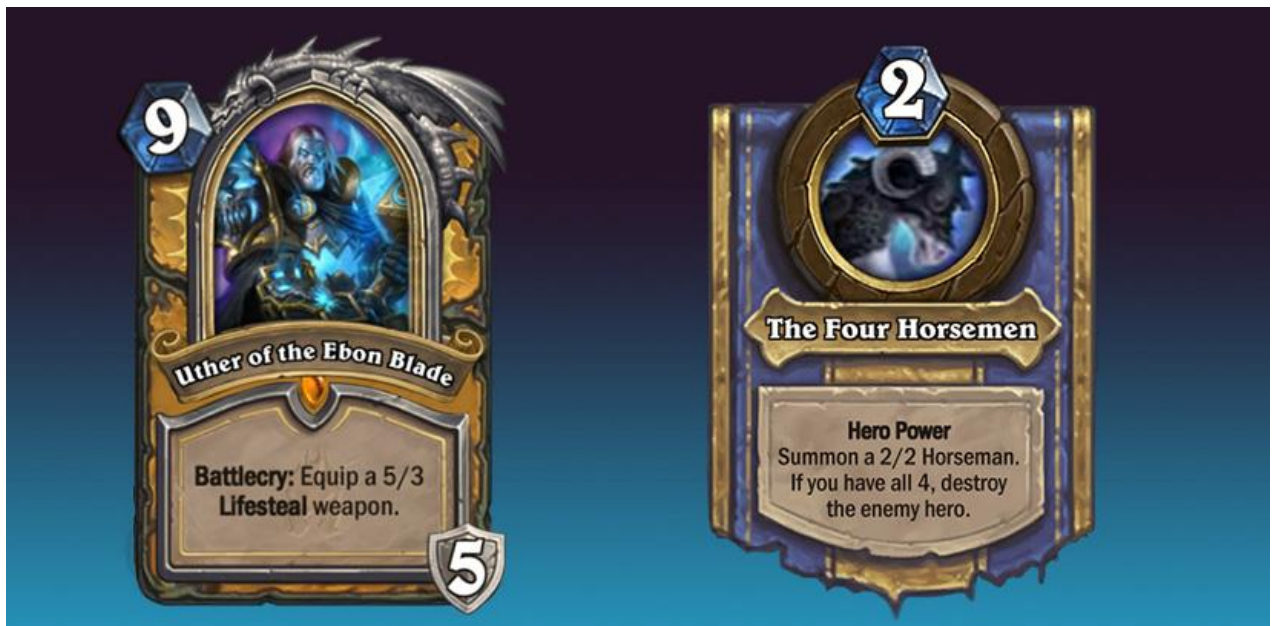 9
Uther of the Ebon Blade
Battlecry: Equip a 5/3
Lifesteal weapon.
5
2
The Four Horsemen
Hero Power
Summon a 2/2 Horseman.
If you have all 4, destroy
the enemy hero.